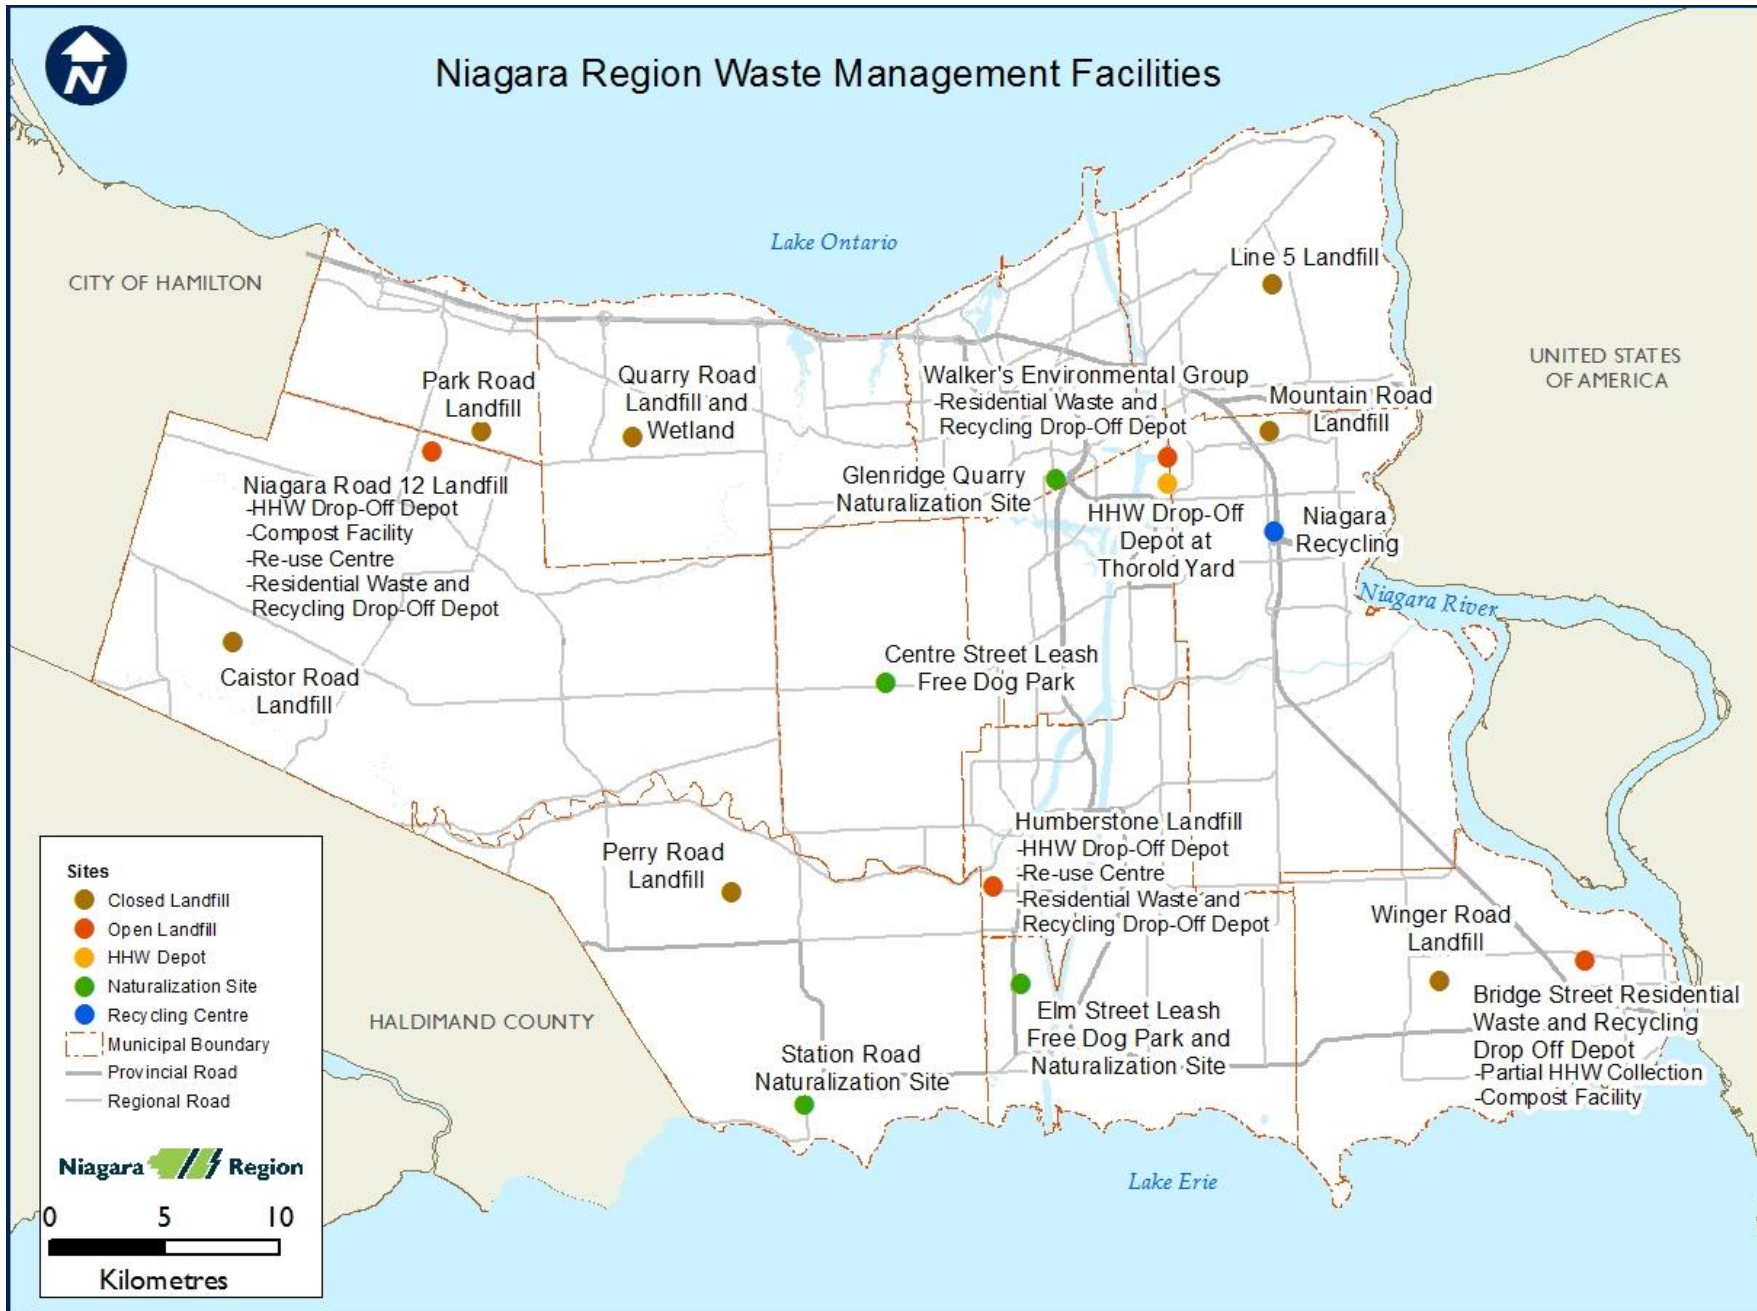 N
Niagara Region Waste Management Facilities
Lake Ontario
CITY OF HAMILTON
Line 5 Landfill
UNITED STATES
OF AMERICA
Park Road
Landfill
Quarry Road
Landfill and
Wetland
Walker's Environmental Group
-Residential Waste and
Recycling Drop-Off Depot
Mountain Road
Landfill
Glenridge Quarry
Naturalization Site
Niagara Road 12 Landfill
-HHW Drop-Off Depot
-Compost Facility
-Re-use Centre
-Residential Waste and
Recycling Drop-Off Depot
HHW Drop-Off
Depot at
Thorold Yard
Niagara
Recycling
Niagara River
Caistor Road
Landfill
Centre Street Leash
Free Dog Park
Perry Road
Landfill
Humberstone Landfill
-HHW Drop-Off Depot
-Re-use Centre
-Residential Waste and
Recycling Drop-Off Depot
Winger Road
Landfill
Bridge Street Residential
Waste and Recycling
Drop Off Depot
-Partial HHW Collection
-Compost Facility
Elm Street Leash
Free Dog Park and
Naturalization Site
Station Road
Naturalization Site
HALDIMAND COUNTY
Lake Erie
Sites
Closed Landfill
Open Landfill
HHW Depot
Naturalization Site
Recycling Centre
Municipal Boundary
Provincial Road
Regional Road
Niagara Region
0 5 10
Kilometres